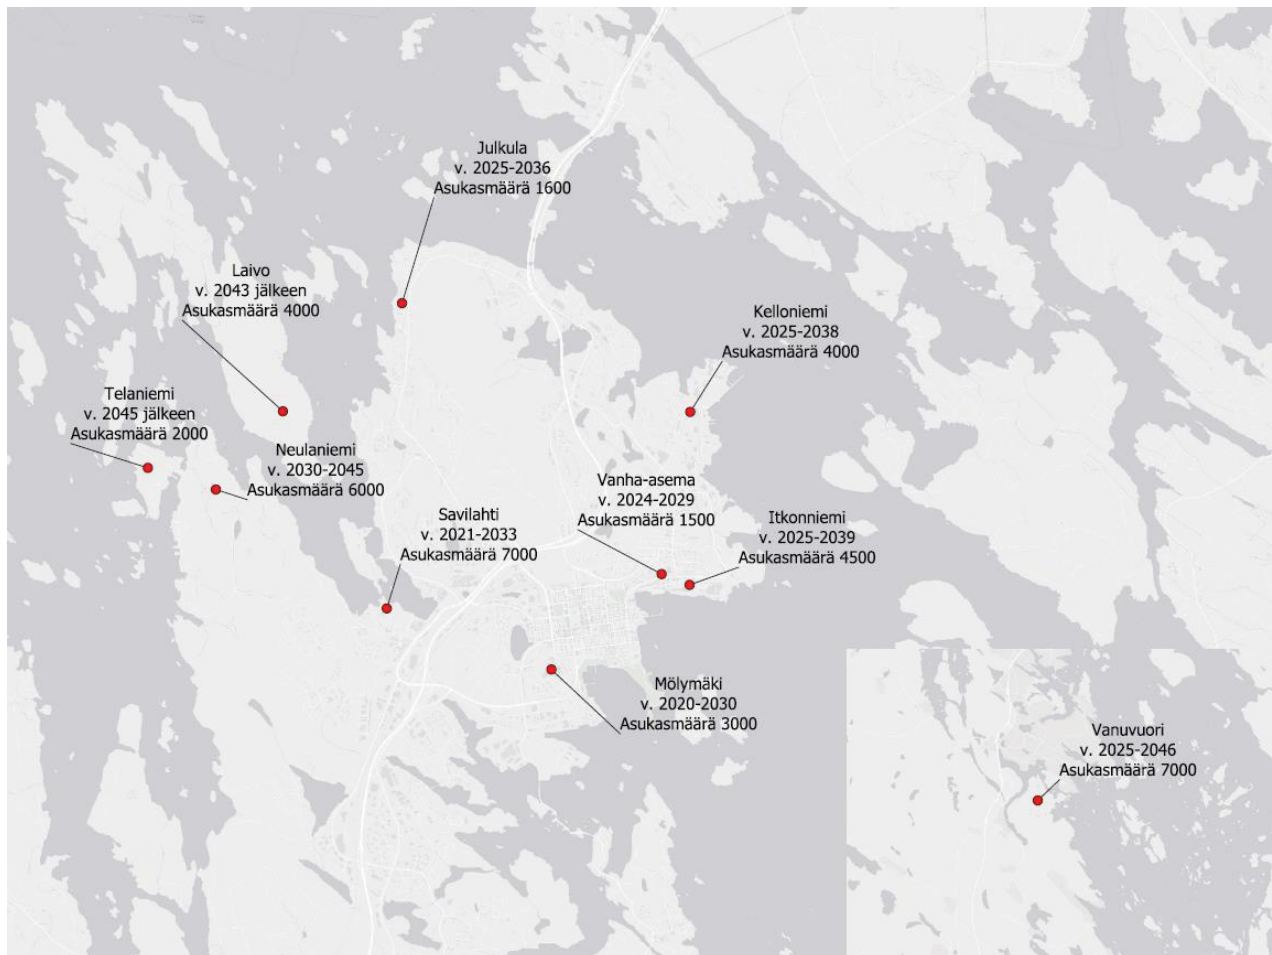 Julkula
v. 2025-2036
Asukasmäärä 1600
Laivo
v. 2043 jälkeen
Asukasmäärä 4000
Kelloniemi
v. 2025-2038
Asukasmäärä 4000
Telaniemi
v. 2045 jälkeen
Asukasmäärä 2000
Neulaniemi
v. 2030-2045
Asukasmäärä 6000
Vanha-asema
v. 2024-2029
Asukasmäärä 1500
Savilahti
v. 2021-2033
Asukasmäärä 7000
Itkonniemi
v. 2025-2039
Asukasmäärä 4500
Mölymäki
v. 2020-2030
Asukasmäärä 3000
Vanuvuori
v. 2025-2046
Asukasmäärä 7000